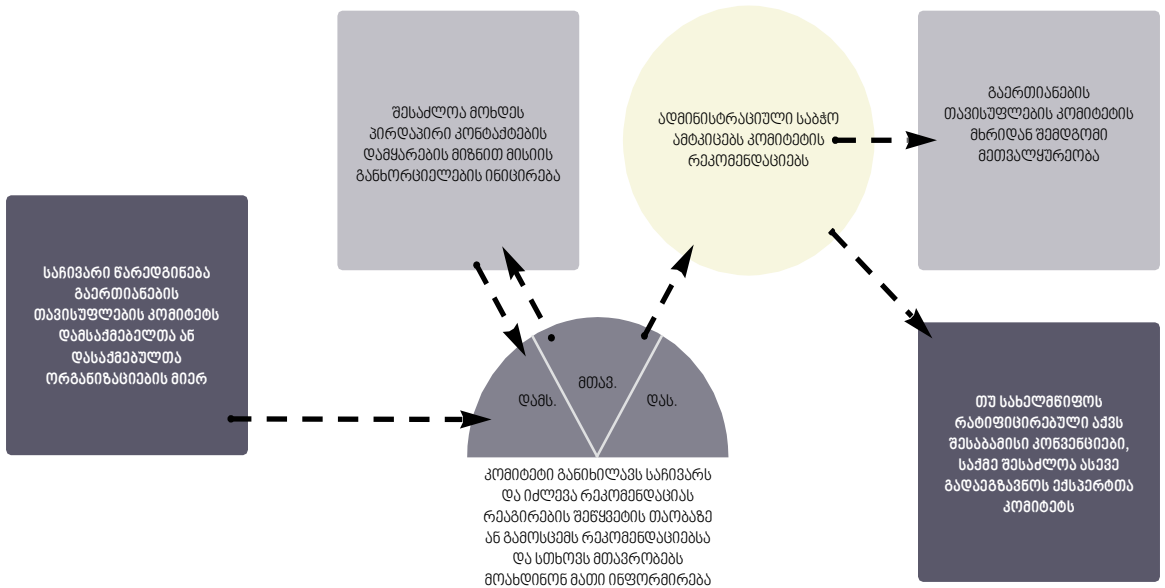 საჩივარი წარედგინება
გაერთიანების
თავისუფლების კომიტეტს
დამსაქმებელთა ან
დასაქმებულთა
ორგანიზაციების მიერ
შესაძლოა მოხდეს
პირდაპირი კონტაქტების
დამყარების მიზნით მისიის
განხორციელების ინიცირება
დამს.
მთავ.
დას.
კომიტეტი განიხილავს საჩივარს
და იძლევა რეკომენდაციას
რეაგირების შეწყვეტის თაობაზე
ან გამოსცემს რეკომენდაციებსა
და სთხოვს მთავრობებს
მოახდინონ მათი ინფორმირება
ადმინისტრაციული საბჭო
ამტკიცებს კომიტეტის
რეკომენდაციებს
გაერთიანების
თავისუფლების კომიტეტის
მხრიდან შემდგომი
მეთვალყურეობა
თუ სახელმწიფოს
რატიფიცირებული აქვს
შესაბამისი კონვენციები,
საქმე შესაძლოა ასევე
გადაეგზავნოს ექსპერტთა
კომიტეტს